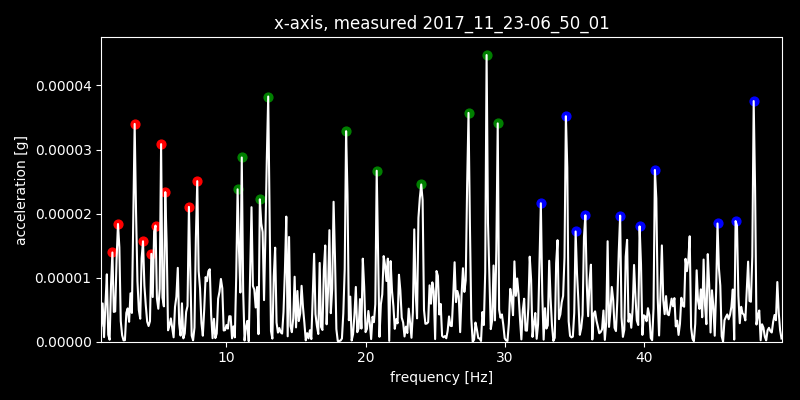 x-axis, measured 2017_11_23-06_50_01
0.00004
0.00003
0.00002
0.00001
0.00000
acceleration [g]
10 20 30 40
frequency [Hz]